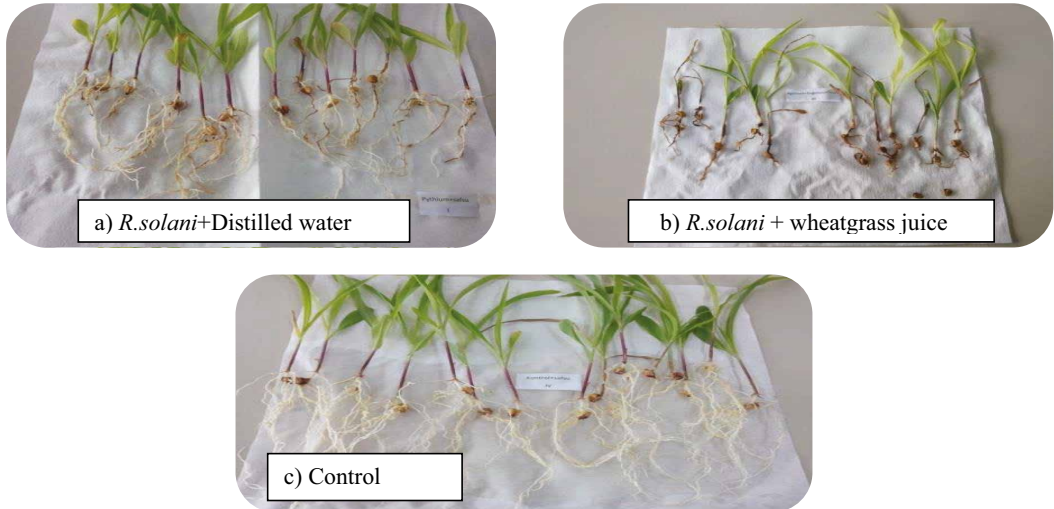 a) R.solani+Distilled water
b) R.solani + wheatgrass juice
c) Control